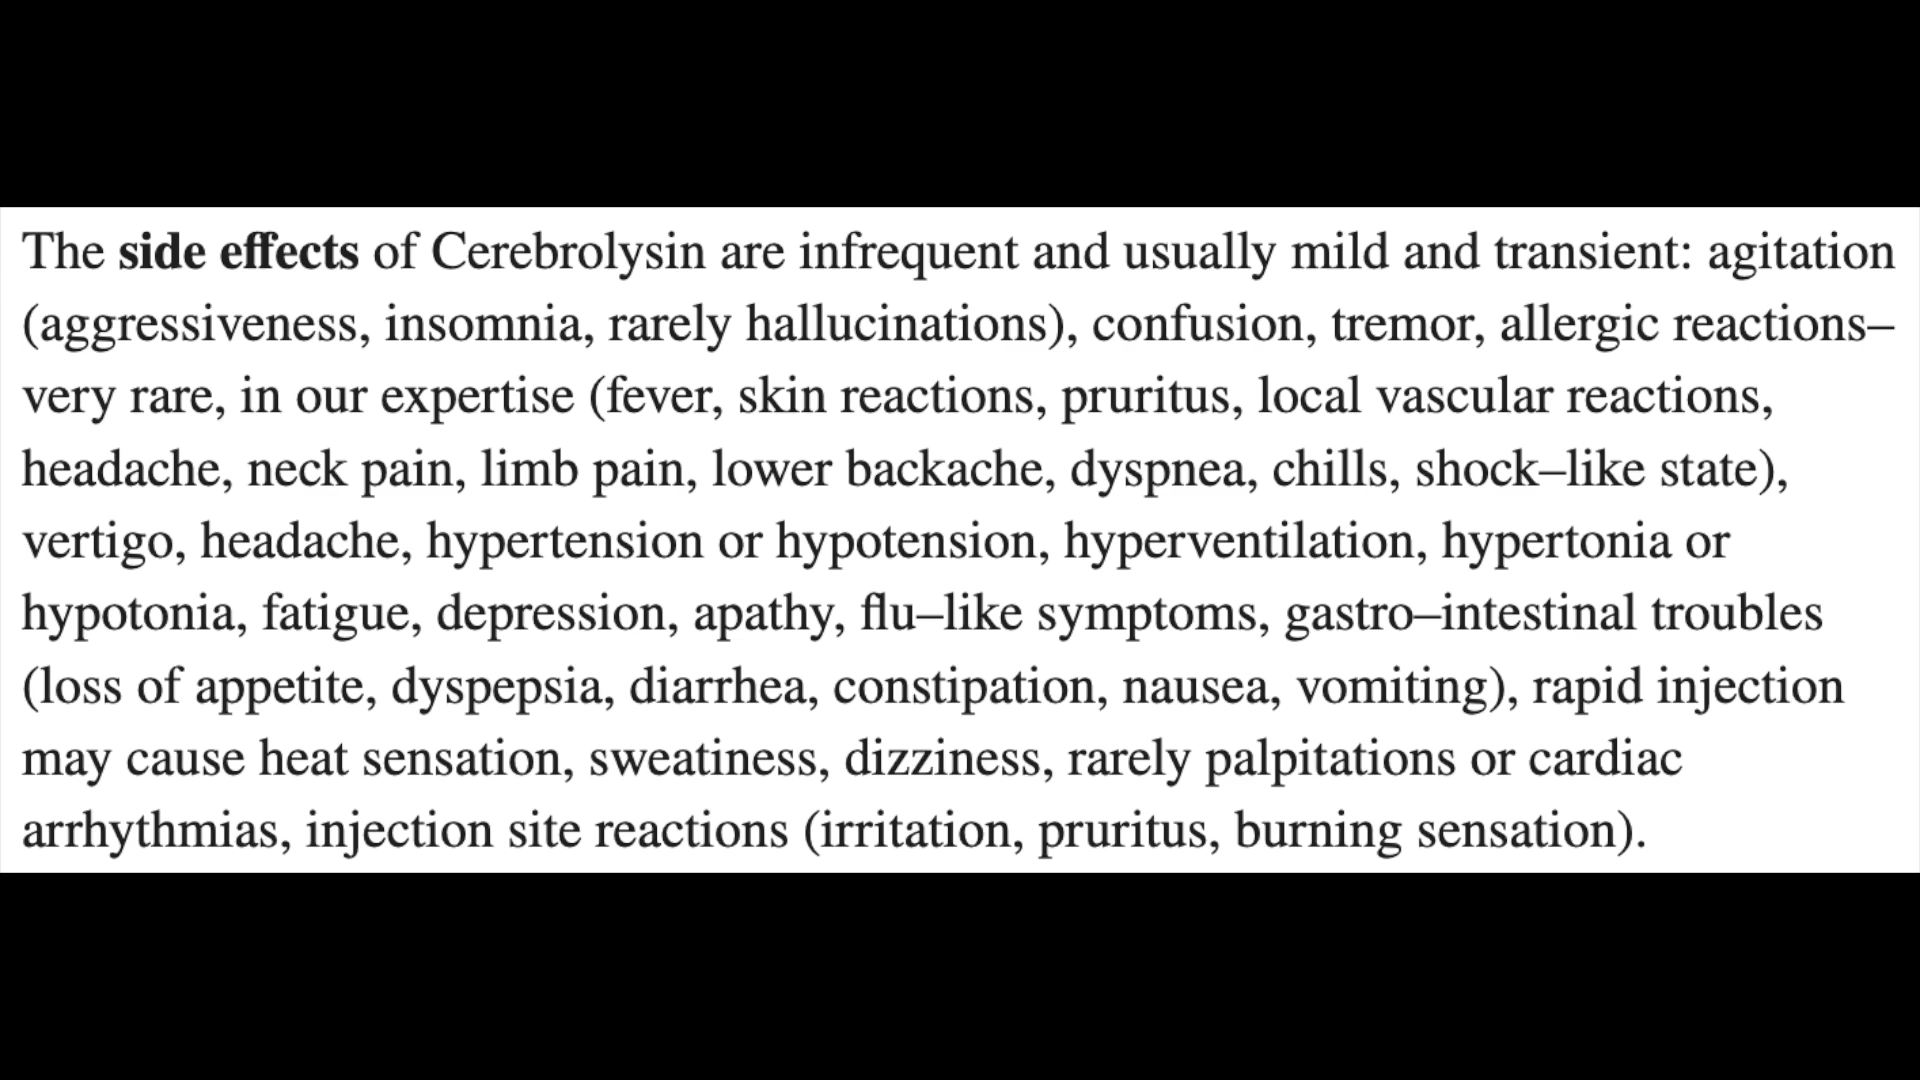 The side effects of Cerebrolysin are infrequent and usually mild and transient: agitation
(aggressiveness, insomnia, rarely hallucinations), confusion, tremor, allergic reactions–
very rare, in our expertise (fever, skin reactions, pruritus, local vascular reactions,
headache, neck pain, limb pain, lower backache, dyspnea, chills, shock–like state),
vertigo, headache, hypertension or hypotension, hyperventilation, hypertonia or
hypotonia, fatigue, depression, apathy, flu–like symptoms, gastro–intestinal troubles
(loss of appetite, dyspepsia, diarrhea, constipation, nausea, vomiting), rapid injection
may cause heat sensation, sweatiness, dizziness, rarely palpitations or cardiac
arrhythmias, injection site reactions (irritation, pruritus, burning sensation).